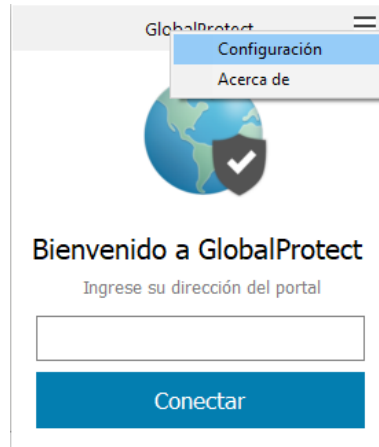 GlobalProtect
Configuración
Acerca de
Bienvenido a GlobalProtect
Ingrese su dirección del portal
Conectar